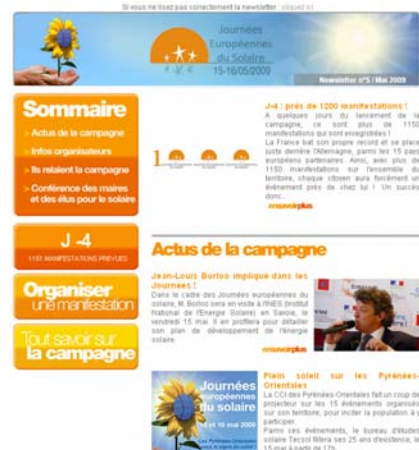 Si vous ne lisez pas correctement la newsletter : cliquez ici
Journées
Européennes
du Solaire
15-16/05/2009
Newsletter n°5 / Mai 2009
Sommaire
> Actus de la campagne
> Infos organisateurs
> Ils relaient la campagne
> Conférence des maires
et des élus pour le solaire
J -4
1151 MANIFESTATIONS PREVUES
Organiser
une manifestation
Tout savoir sur
la campagne
J-4 : près de 1200 manifestations !
A quelques jours du lancement de la
campagne, ce sont plus de 1150
manifestations qui sont enregistrées !
La France bat son propre record et se place
juste derrière l'Allemagne, parmis les 15 pays
européens partenaires. Ainsi, avec plus de
1150 manifestations sur l'ensemble du
territoire, chaque citoyen aura forcément un
événement près de chez lui ! Un succès
donc...
ensavoirplus
Actus de la campagne
Jean-Louis Borloo implique dans les
Journées !
Dans le cadre des Journées européennes du
solaire, M. Borloo sera en visite à l'INES (Institut
National de l'Energie Solaire) en Savoie, le
vendredi 15 mai. Il en profitera pour détailler
son plan de développement de l'énergie
solaire.
ensavoirplus
Journées
européennes
du solaire
15 et 16 mai 2009
Plein soleil sur les Pyrénées-
Orientales
La CCI des Pyrénées-Orientales fait un coup de
projecteur sur les 15 événements organisés
sur son territoire, pour inciter la population à y
participer.
Parmi ces événements, le bureau d'études
solaire Tecsol fêtera ses 25 ans d'existence, le
15 mai à partir de 17h.